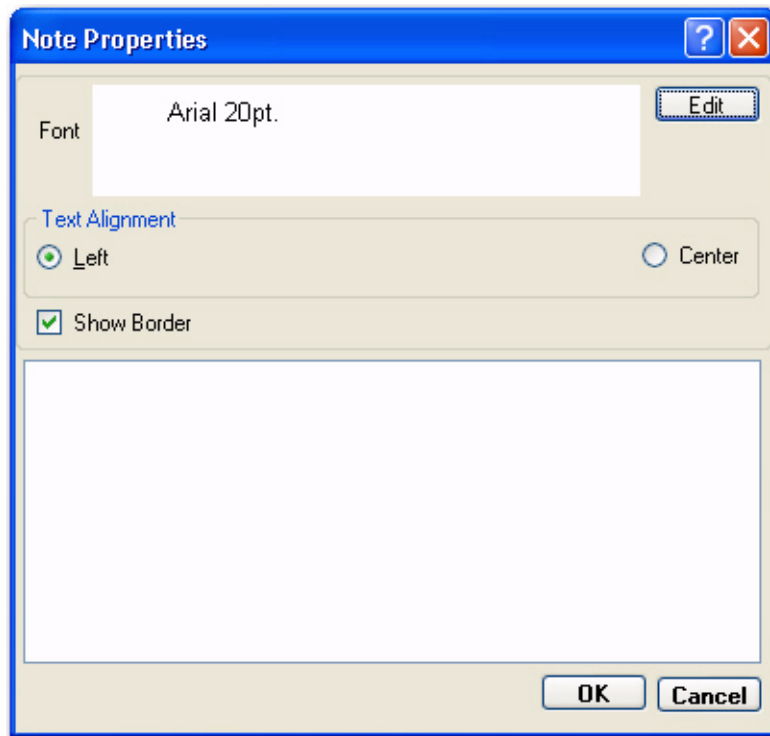 Note Properties
?
Font
Arial 20pt.
Edit
Text Alignment
Left
Center
Show Border
OK
Cancel